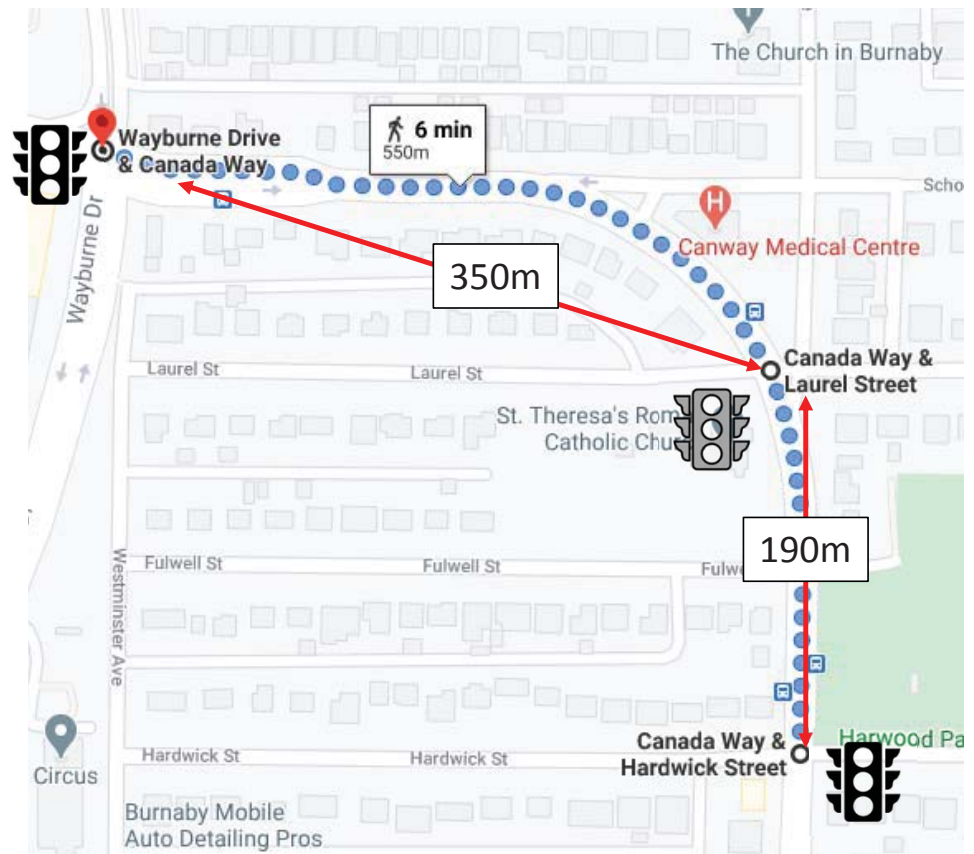 The Church in Burnaby
Wayburne Drive
& Canada Way
6 min
550m
Scho
H
Canway Medical Centre
Wayburne Dr
350m
Canada Way &
Laurel Street
Laurel St
Laurel St
St. Theresa's Rom
Catholic Chur
190m
Westminster Ave
Fulwell St
Fulwell St
Fulw
Canada Way &
Hardwick Street
Harwood Pa
Hardwick St
Hardwick St
Circus
Burnaby Mobile
Auto Detailing Pros